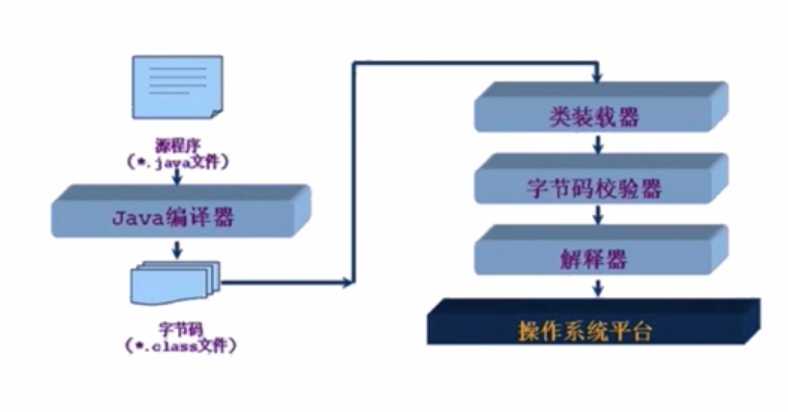 源程序
(*.java文件)
Java编译器
字节码
(*.class文件)
类装载器
字节码校验器
解释器
操作系统平台